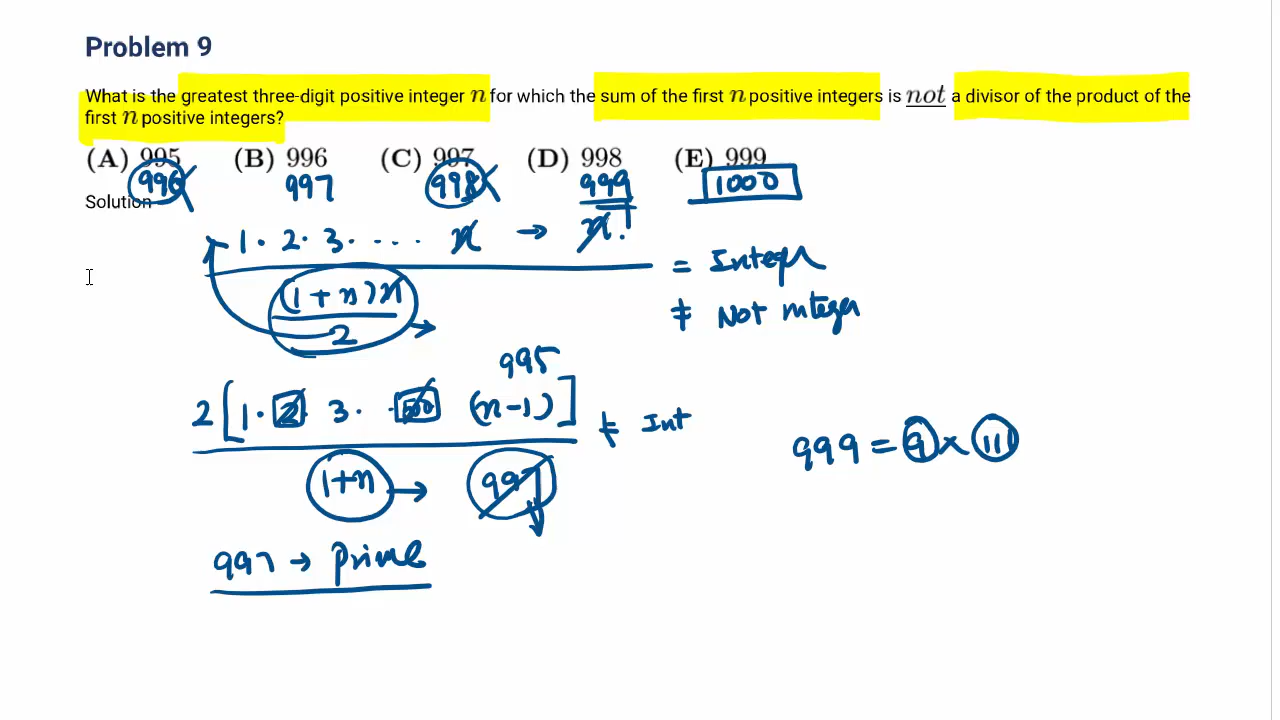 Problem 9
What is the greatest three-digit positive integer n for which the sum of the first n positive integers is not a divisor of the product of the
first n positive integers?
(A) 995 (B) 996 (C) 997 (D) 998 (E) 999
996 997 998 999 1000
Solution
1 · 2 · 3 · ... n → n!
(1 + n) n
2
= Integer
≠ Not integer
995
2 [ 1 · 2 · 3 · 500 (n-1) ]
≠ Int
1+n → 997
999 = 9 × 111
997 → Prime